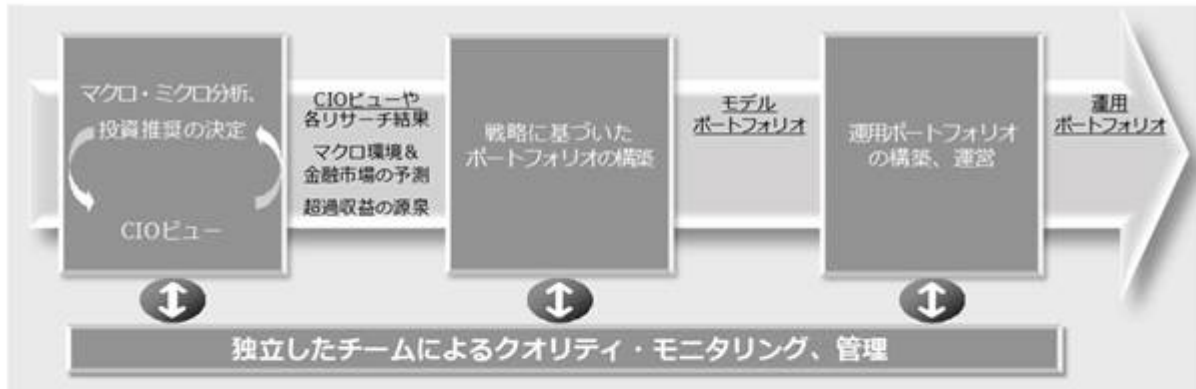 マクロ・ミクロ分析、
投資推奨の決定
CIOビュー
CIOビューや
各リサーチ結果
マクロ環境＆
金融市場の予測
超過収益の源泉
戦略に基づいた
ポートフォリオの構築
モデル
ポートフォリオ
運用ポートフォリオ
の構築、運営
運用
ポートフォリオ
独立したチームによるクオリティ・モニタリング、管理